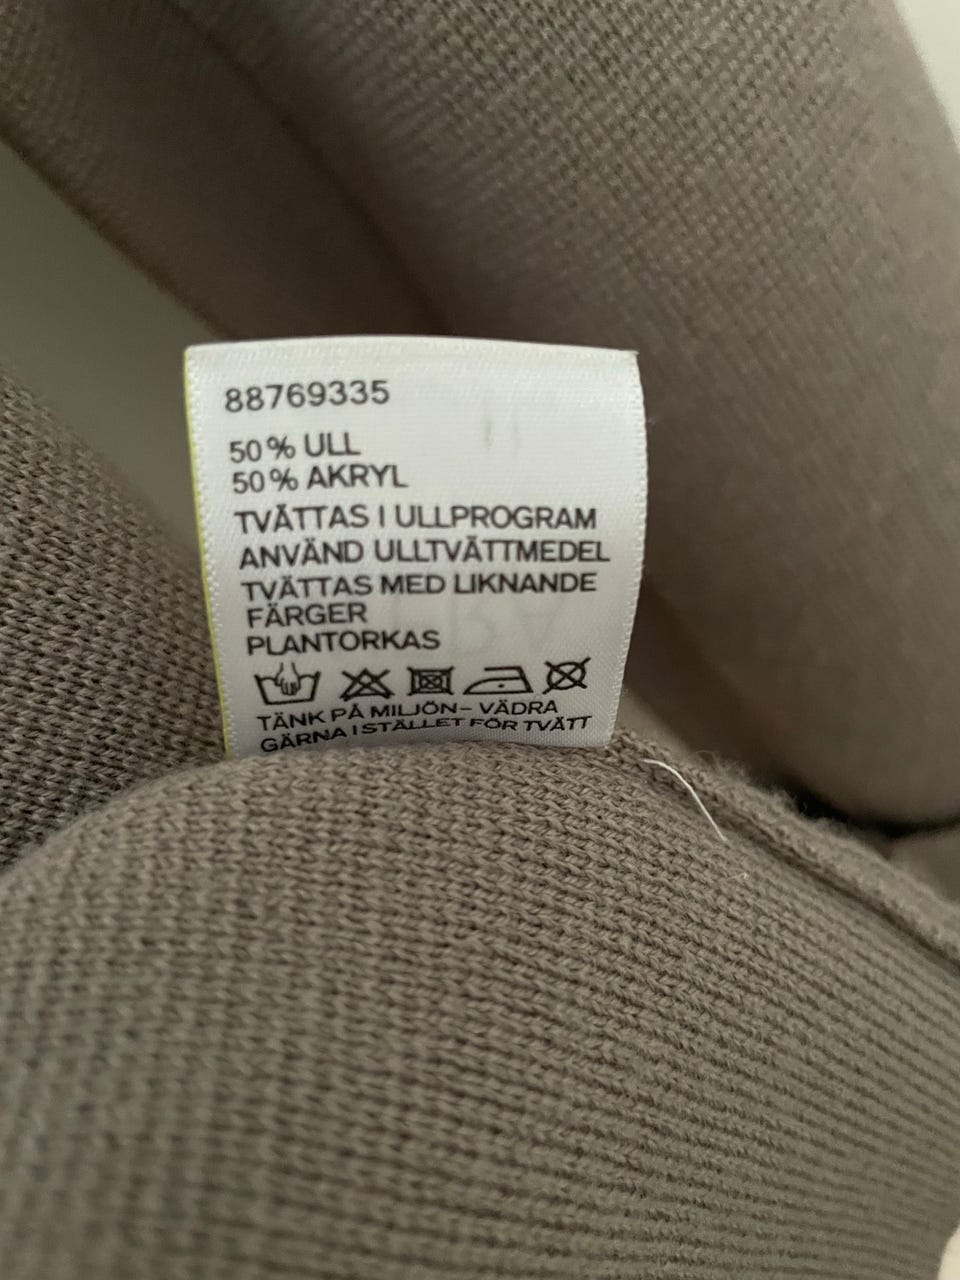 88769335
50% ULL
50% AKRYL
TVÄTTAS I ULLPROGRAM
ANVÄND ULLTVÄTTMEDEL
TVÄTTAS MED LIKNANDE
FÄRGER
PLANTORKAS
TÄNK PÅ MILJÖN- VÄDRA
GÄRNA ISTÄLLET FÖR TVÄTT